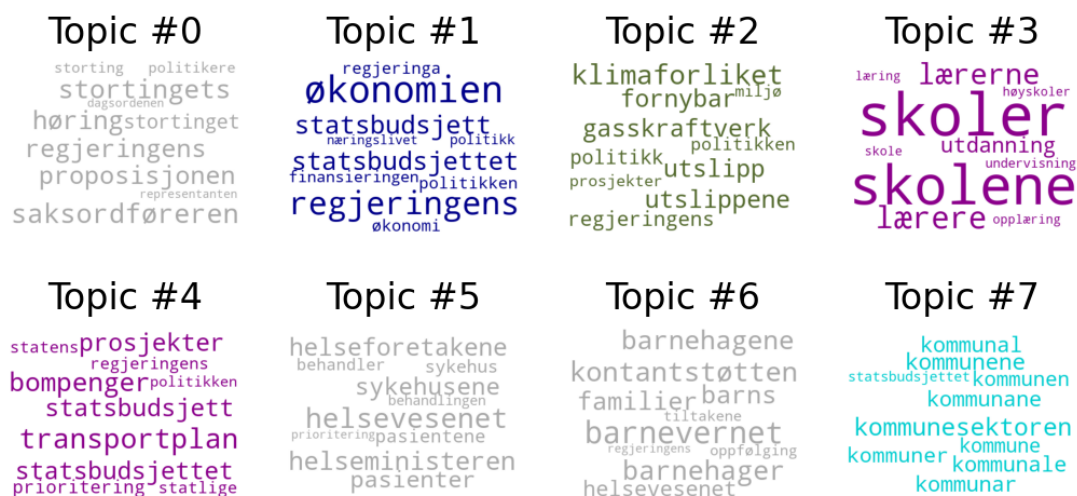 Topic #0
storting politikere
stortingets
dagsordenen
høring stortinget
regjeringens
proposisjonen
representanten
saksordføreren
Topic #1
regjeringa
økonomien
statsbudsjett
næringslivet politikk
statsbudsjettet
finansieringen politikken
regjeringens
økonomi
Topic #2
klimaforliket
fornybar miljø
gasskraftverk
politikken
politikk utslipp
prosjekter
utslippene
regjeringens
Topic #3
læring lærerne
høyskoler
skoler
skole utdanning
undervisning
skolene
lærere opplæring
Topic #4
statens prosjekter
regjeringens
bompenger politikken
statsbudsjett
transportplan
statsbudsjettet
prioritering statlige
Topic #5
helseforetakene
behandler sykehus
sykehusene
behandlingen
helsevesenet
prioritering pasientene
helseministeren
pasienter
Topic #6
barnehagene
kontantstøtten
familier barns
tiltakene
barnevernet
regjeringens oppfølging
barnehager
helsevesenet
Topic #7
kommunal
kommunene
statsbudsjettet kommunen
kommunane
kommunesektoren
kommune
kommuner kommunale
kommunar